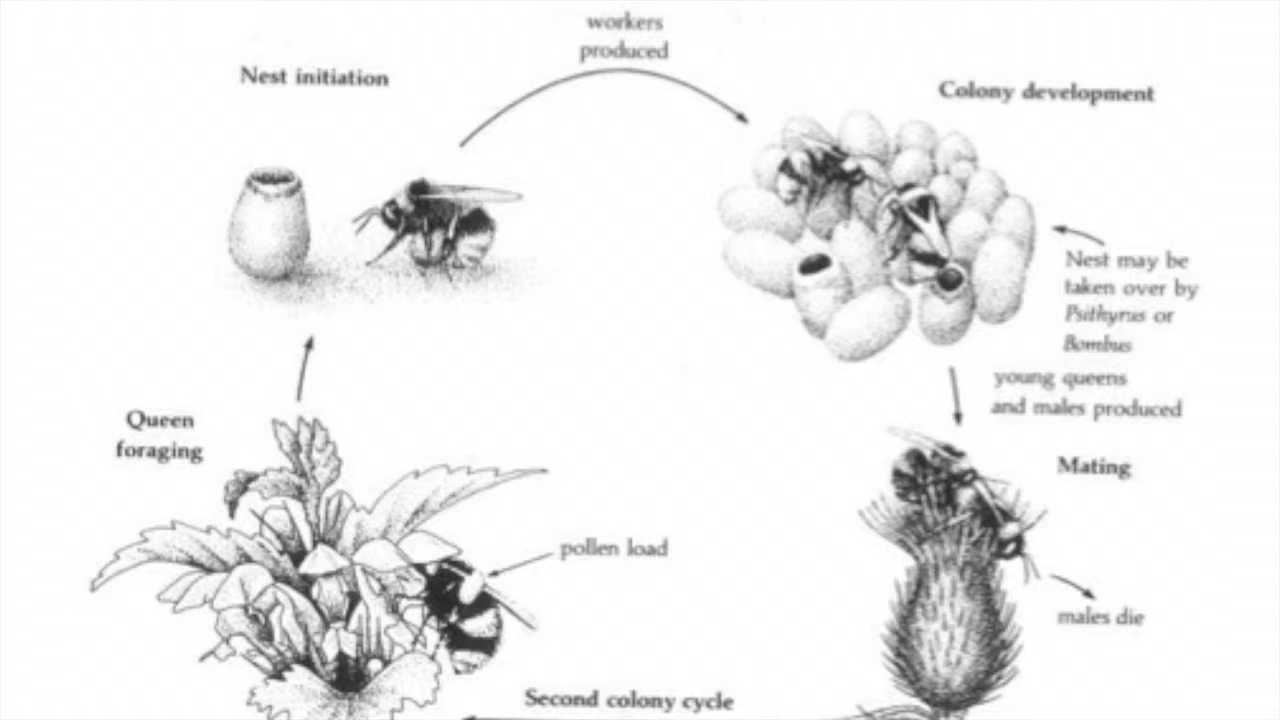 workers
produced
Nest initiation
Colony development
Nest may be
taken over by
Psithyrus or
Bombus
young queens
and males produced
Queen
foraging
Mating
pollen load
males die
Second colony cycle